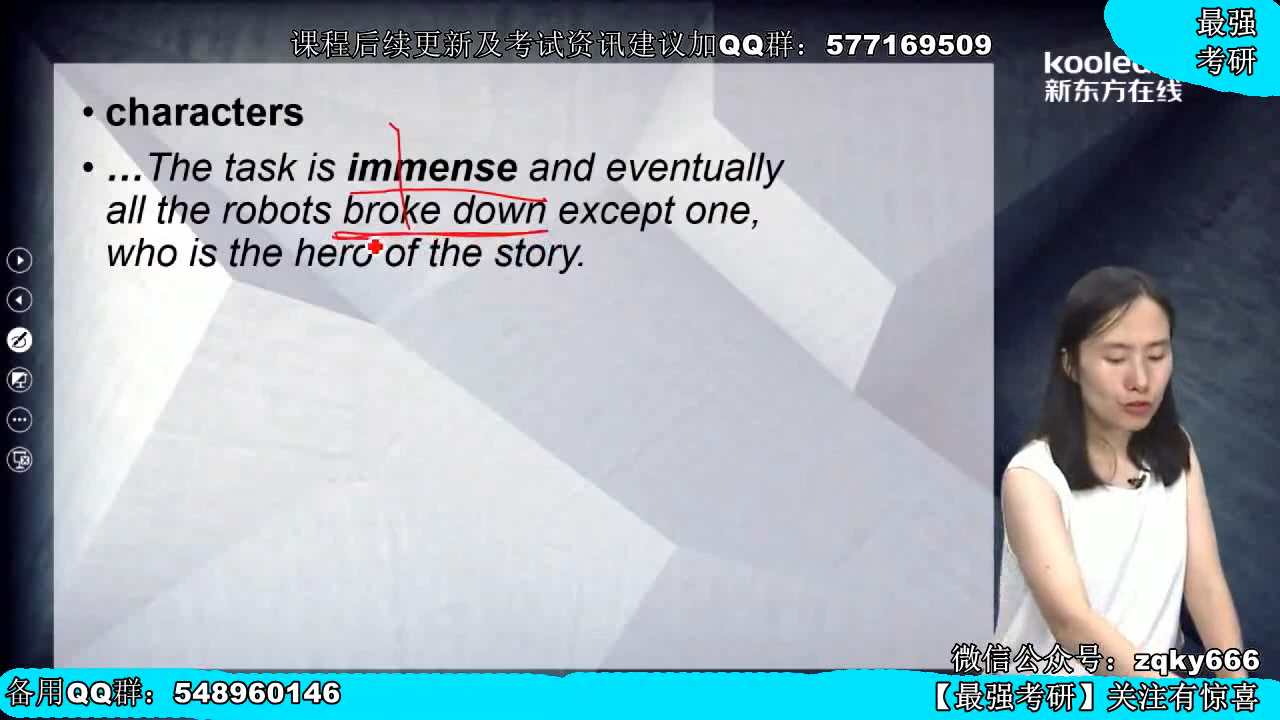 课程后续更新及考试资讯建议加QQ群：577169509
最强
考研
koole
新东方在线
• characters
• …The task is immense and eventually
all the robots broke down except one,
who is the hero of the story.
微信公众号：zqky666
备用QQ群：548960146
【最强考研】关注有惊喜